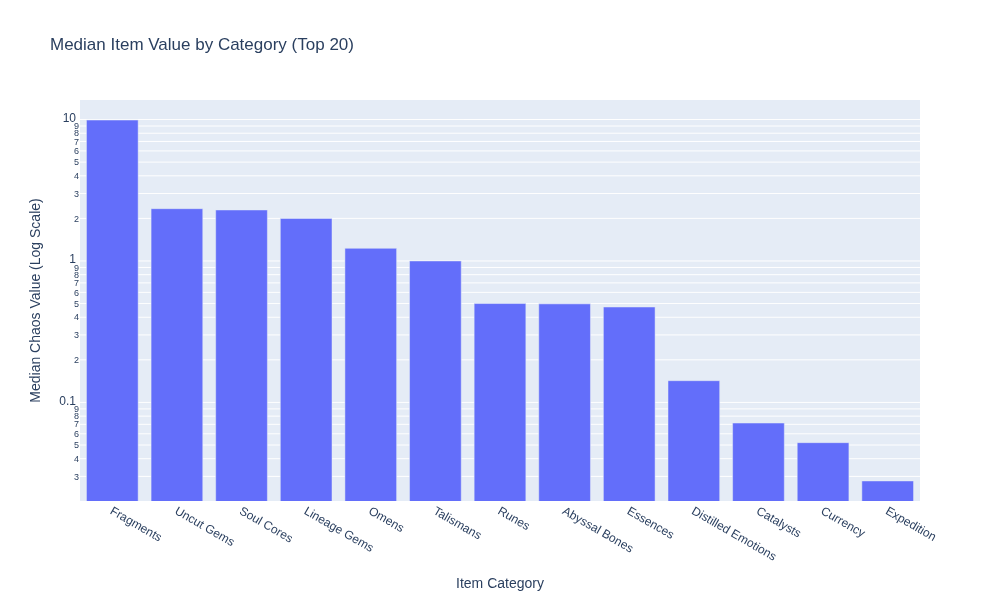 Median Item Value by Category (Top 20)
Median Chaos Value (Log Scale)
10
9
8
7
6
5
4
3
2
1
9
8
7
6
5
4
3
2
0.1
9
8
7
6
5
4
3
Fragments
Uncut Gems
Soul Cores
Lineage Gems
Omens
Talismans
Runes
Abyssal Bones
Essences
Distilled Emotions
Catalysts
Currency
Expedition
Item Category